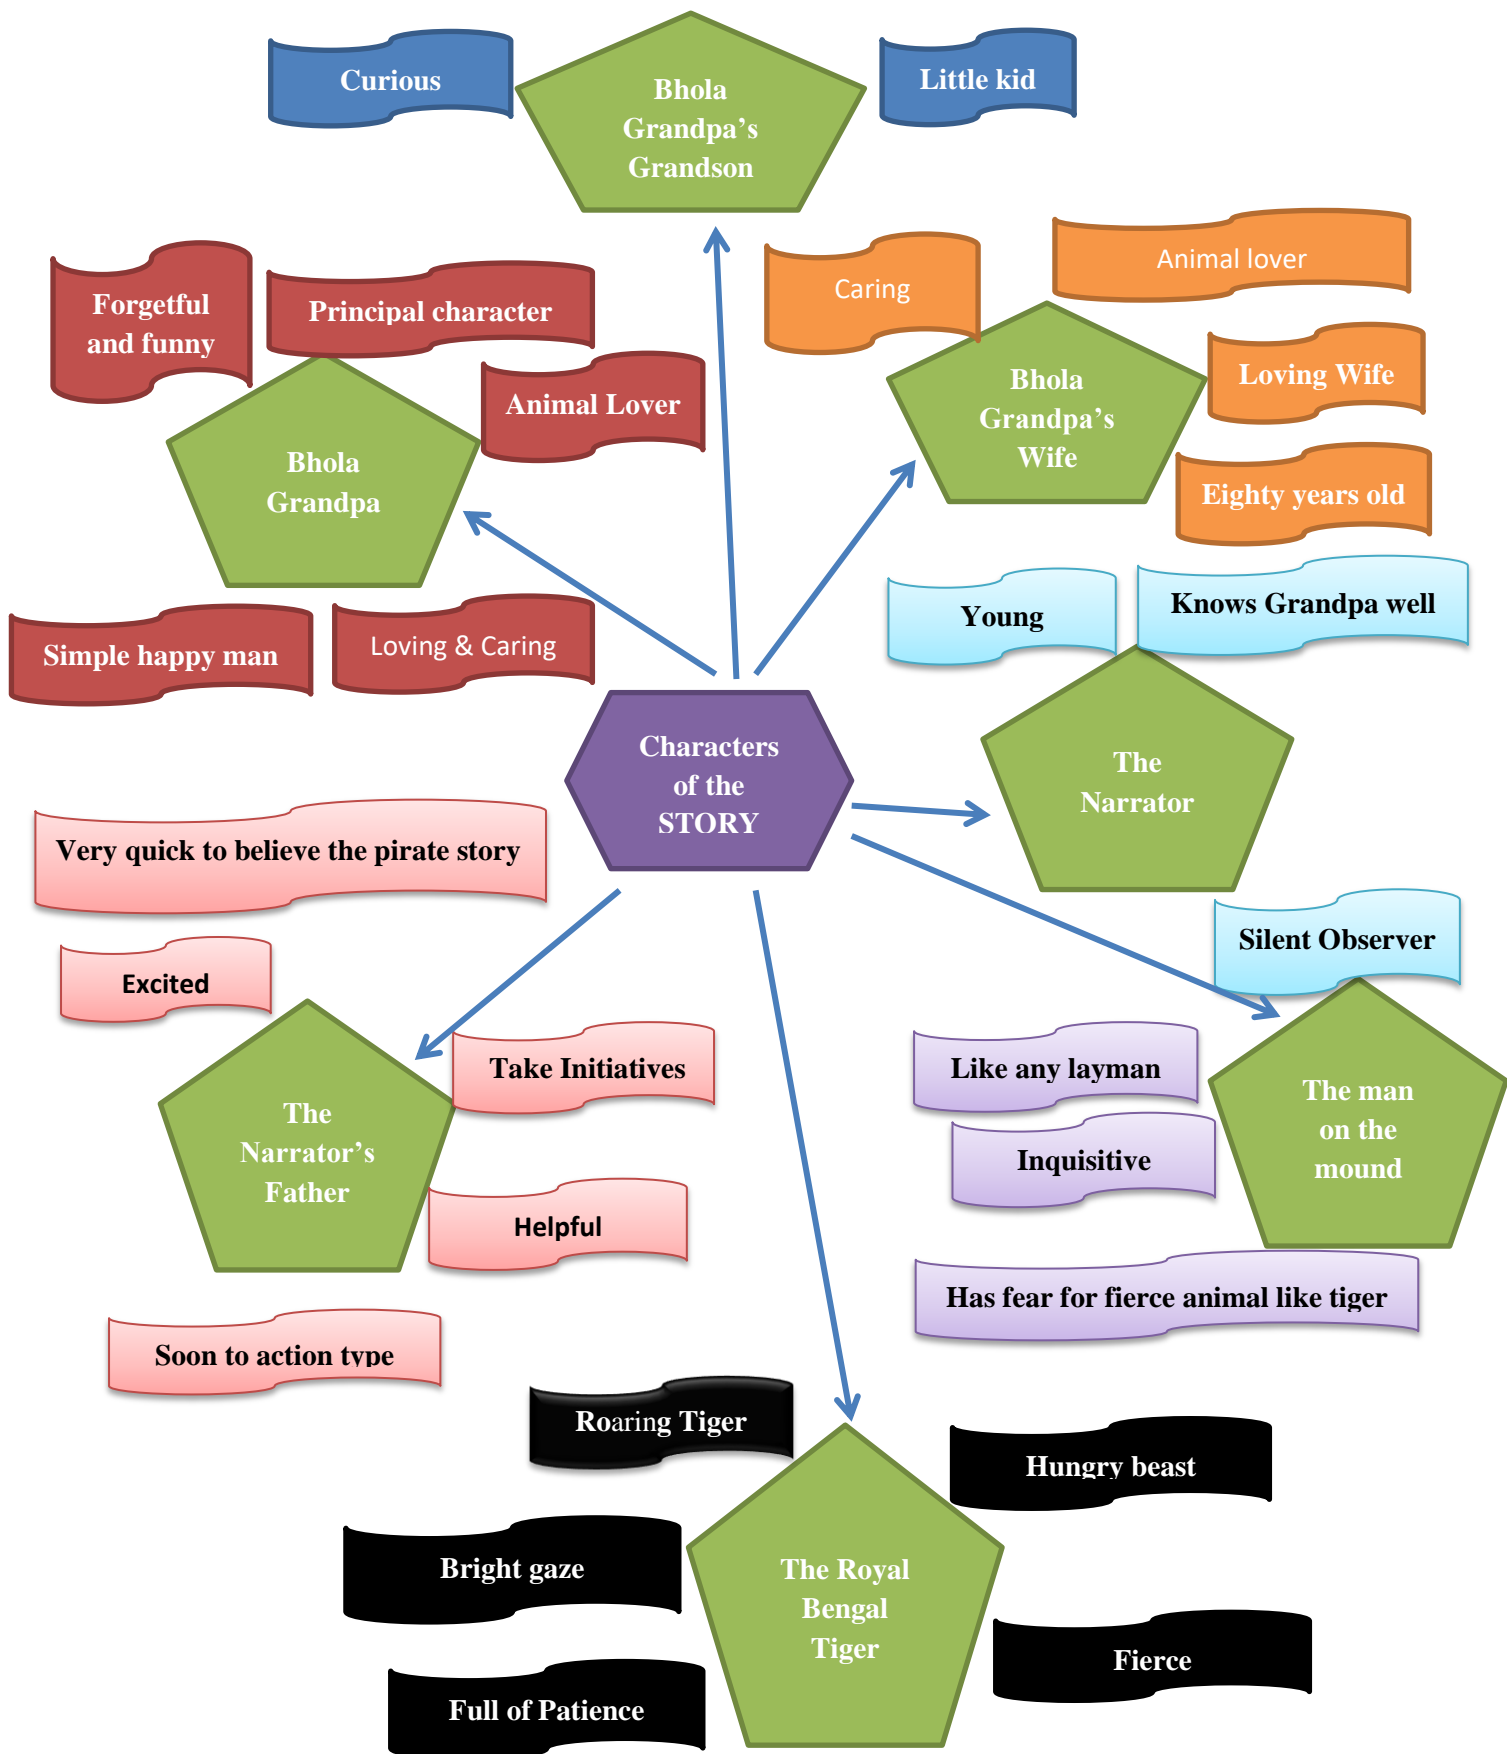 Curious
Bhola
Grandpa's
Grandson
Little kid
Forgetful
and funny
Principal character
Animal Lover
Bhola
Grandpa
Simple happy man
Loving & Caring
Caring
Animal lover
Bhola
Grandpa's
Wife
Loving Wife
Eighty years old
Young
Knows Grandpa well
The
Narrator
Silent Observer
Characters
of the
STORY
Very quick to believe the pirate story
Excited
Take Initiatives
The
Narrator's
Father
Helpful
Soon to action type
Like any layman
Inquisitive
The man
on the
mound
Has fear for fierce animal like tiger
Roaring Tiger
Hungry beast
Bright gaze
The Royal
Bengal
Tiger
Fierce
Full of Patience